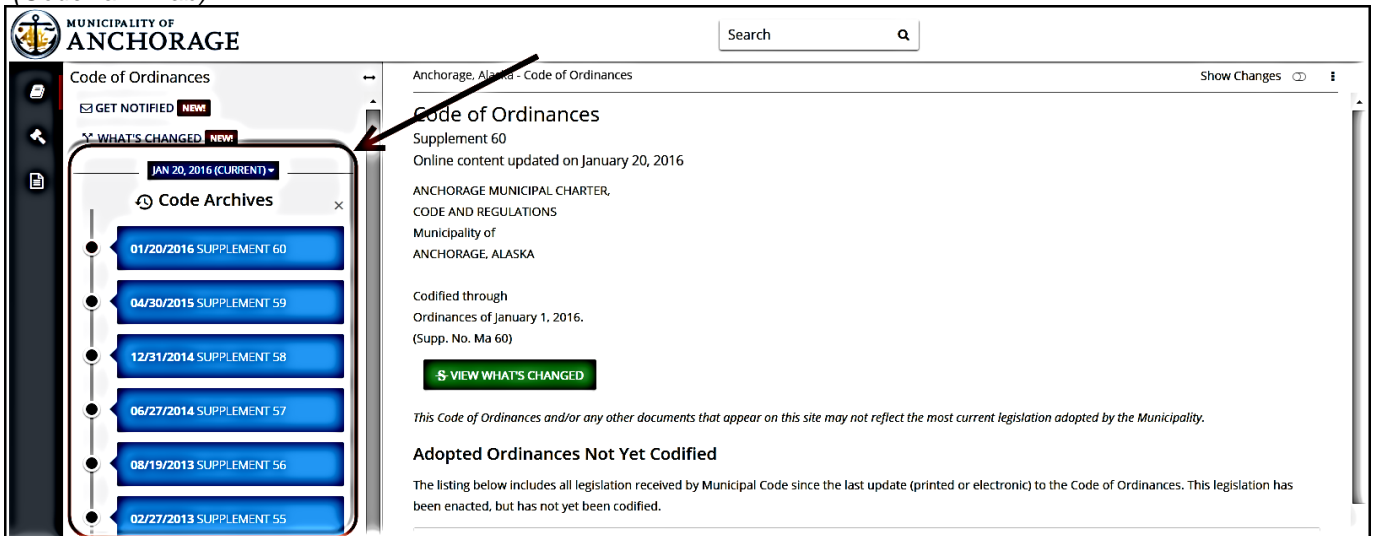 MUNICIPALITY OF
ANCHORAGE
Search
Code of Ordinances
GET NOTIFIED NEW!
WHAT'S CHANGED NEW!
JAN 20, 2016 (CURRENT)
Code Archives
×
01/20/2016 SUPPLEMENT 60
04/30/2015 SUPPLEMENT 59
12/31/2014 SUPPLEMENT 58
06/27/2014 SUPPLEMENT 57
08/19/2013 SUPPLEMENT 56
02/27/2013 SUPPLEMENT 55
Anchorage, Alaska - Code of Ordinances
Show Changes
Code of Ordinances
Supplement 60
Online content updated on January 20, 2016
ANCHORAGE MUNICIPAL CHARTER,
CODE AND REGULATIONS
Municipality of
ANCHORAGE, ALASKA
Codified through
Ordinances of January 1, 2016.
(Supp. No. Ma 60)
VIEW WHAT'S CHANGED
This Code of Ordinances and/or any other documents that appear on this site may not reflect the most current legislation adopted by the Municipality.
Adopted Ordinances Not Yet Codified
The listing below includes all legislation received by Municipal Code since the last update (printed or electronic) to the Code of Ordinances. This legislation has
been enacted, but has not yet been codified.